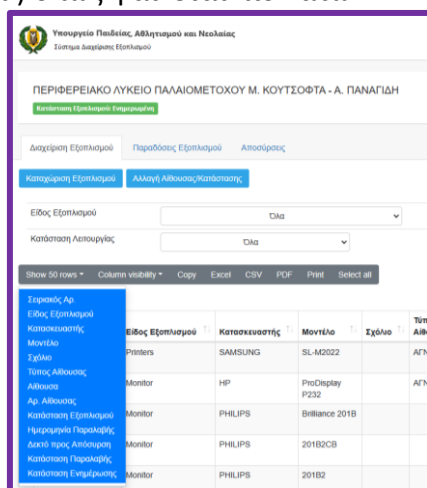 Υπουργείο Παιδείας, Αθλητισμού και Νεολαίας
Σύστημα Διαχείρισης Εξοπλισμού
ΠΕΡΙΦΕΡΕΙΑΚΟ ΛΥΚΕΙΟ ΠΑΛΑΙΟΜΕΤΟΧΟΥ Μ. ΚΟΥΤΣΟΦΤΑ - Α. ΠΑΝΑΓΙΔΗ
Κατάσταση Εξοπλισμού: Ενημερωμένη
Διαχείριση Εξοπλισμού Παραδόσεις Εξοπλισμού Αποσύρσεις
Καταχώριση Εξοπλισμού Αλλαγή Αίθουσας/Κατάστασης
Είδος Εξοπλισμού Όλα
Κατάσταση Λειτουργίας Όλα
Show 50 rows Column visibility Copy Excel CSV PDF Print Select all
Σειριακός Αρ.
Είδος Εξοπλισμού
Κατασκευαστής
Μοντέλο
Σχόλιο
Τύπος Αίθουσας
Αίθουσα
Αρ. Αίθουσας
Κατάσταση Εξοπλισμού
Ημερομηνία Παραλαβής
Δεκτό προς Απόσυρση
Κατάσταση Παραλαβής
Κατάσταση Ενημέρωσης
Είδος Εξοπλισμού Κατασκευαστής Μοντέλο Σχόλιο
Printers SAMSUNG SL-M2022
Monitor HP ProDisplay P232
Monitor PHILIPS Brilliance 201B
Monitor PHILIPS 201B2CB
Monitor PHILIPS 201B2